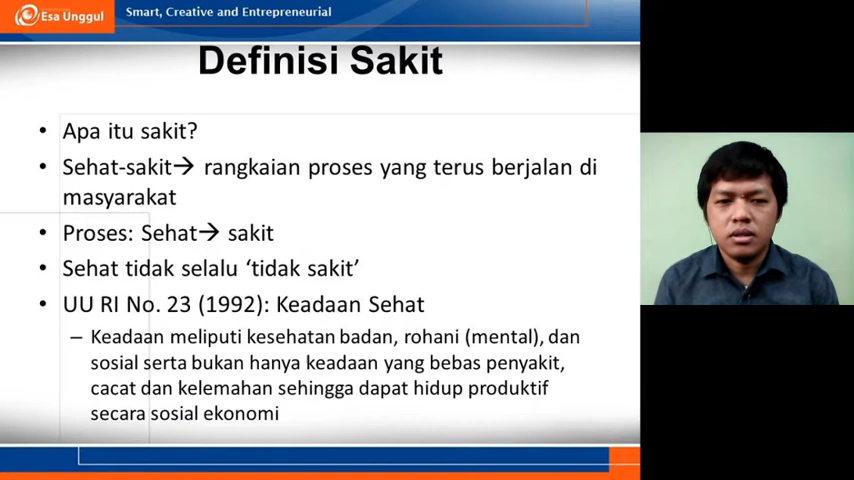 Esa Unggul
Smart, Creative and Entrepreneurial
Definisi Sakit
• Apa itu sakit?
• Sehat-sakit→ rangkaian proses yang terus berjalan di
masyarakat
• Proses: Sehat→ sakit
• Sehat tidak selalu ‘tidak sakit’
• UU RI No. 23 (1992): Keadaan Sehat
– Keadaan meliputi kesehatan badan, rohani (mental), dan
sosial serta bukan hanya keadaan yang bebas penyakit,
cacat dan kelemahan sehingga dapat hidup produktif
secara sosial ekonomi